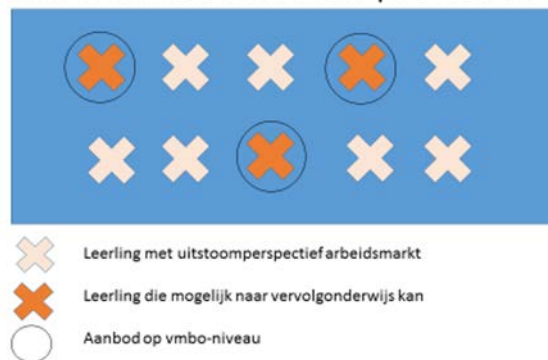 Leerling met uitstoomperspectief arbeidsmarkt
Leerling die mogelijk naar vervolgonderwijs kan
Aanbod op vmbo-niveau